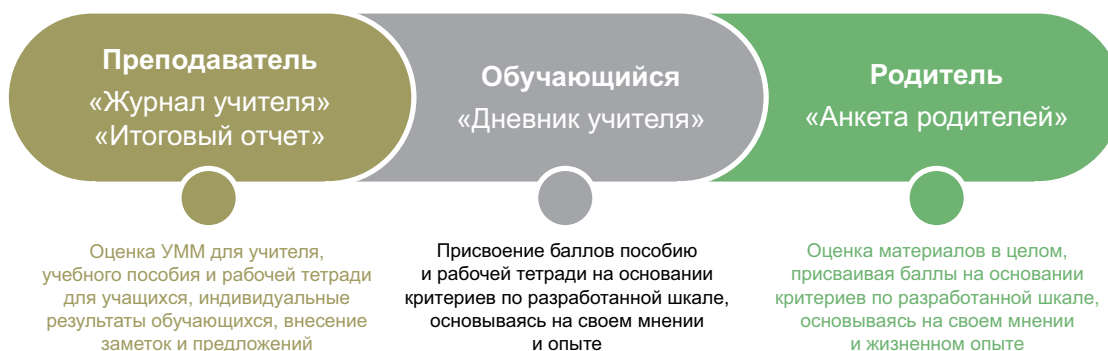 Преподаватель
«Журнал учителя»
«Итоговый отчет»
Оценка УММ для учителя,
учебного пособия и рабочей тетради
для учащихся, индивидуальные
результаты обучающихся, внесение
заметок и предложений
Обучающийся
«Дневник учителя»
Присвоение баллов пособию
и рабочей тетради на основании
критериев по разработанной шкале,
основываясь на своем мнении
и опыте
Родитель
«Анкета родителей»
Оценка материалов в целом,
присваивая баллы на основании
критериев по разработанной шкале,
основываясь на своем мнении
и жизненном опыте